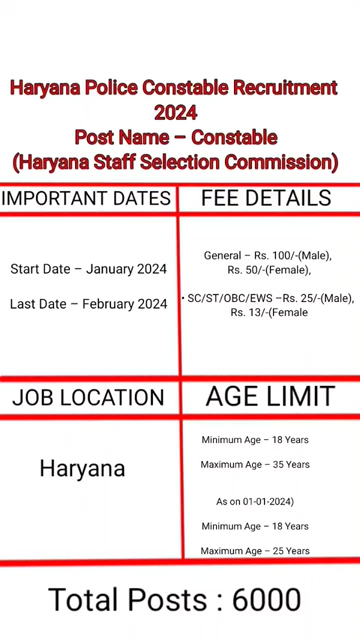 Haryana Police Constable Recruitment
2024
Post Name – Constable
(Haryana Staff Selection Commission)
IMPORTANT DATES
FEE DETAILS
Start Date – January 2024
Last Date – February 2024
General – Rs. 100/-(Male),
Rs. 50/-(Female),
• SC/ST/OBC/EWS –Rs. 25/-(Male),
Rs. 13/-(Female
JOB LOCATION
AGE LIMIT
Haryana
Minimum Age – 18 Years
Maximum Age – 35 Years
As on 01-01-2024)
Minimum Age – 18 Years
Maximum Age – 25 Years
Total Posts : 6000